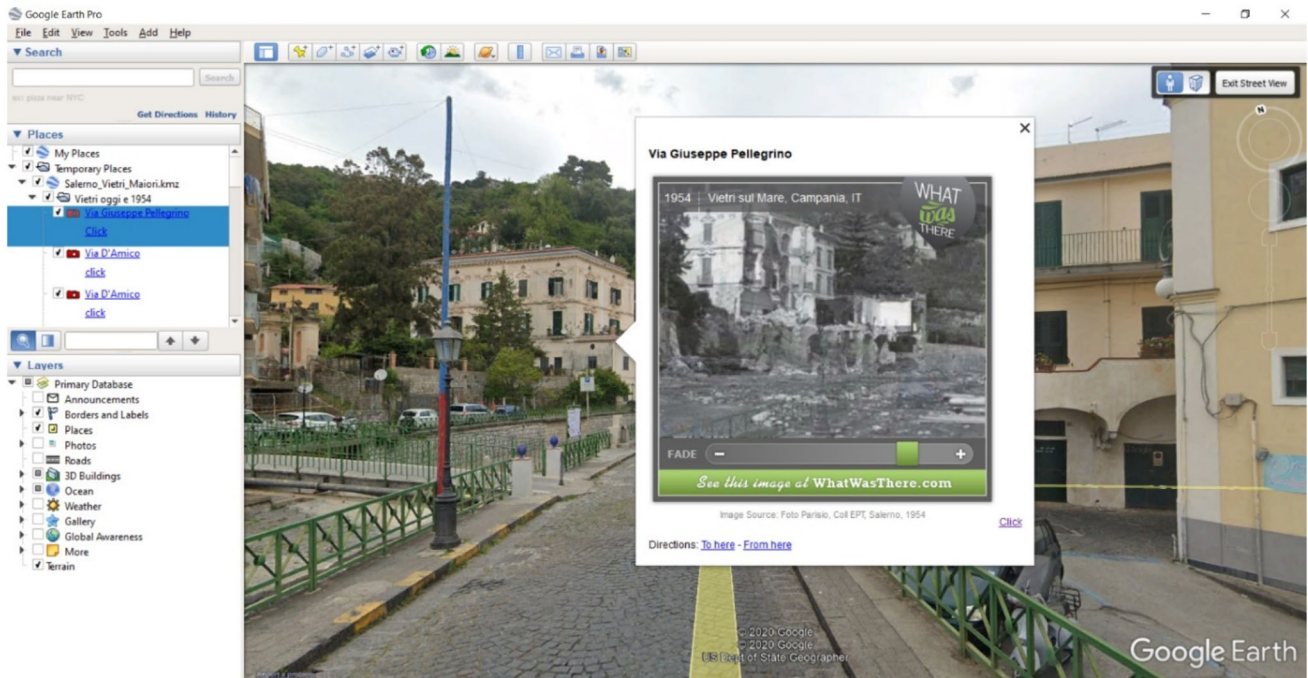 Google Earth Pro
File Edit View Tools Add Help
▼ Search
Search
ex: pizza near NYC
Get Directions History
▼ Places
My Places
Temporary Places
Salerno_Vietri_Maiori.kmz
Vietri oggi e 1954
Via Giuseppe Pellegrino
Click
Via D'Amico
click
Via D'Amico
click
▼ Layers
Primary Database
Announcements
Borders and Labels
Places
Photos
Roads
3D Buildings
Ocean
Weather
Gallery
Global Awareness
More
Terrain
Exit Street View
N
Via Giuseppe Pellegrino
1954 Vietri sul Mare, Campania, IT
WHAT
was
THERE
FADE
See this image at WhatWasThere.com
Image Source: Foto Parisio, Coll EPT, Salerno, 1954
Click
Directions: To here - From here
© 2020 Google
© 2020 Google
US Dept of State Geographer
Google Earth